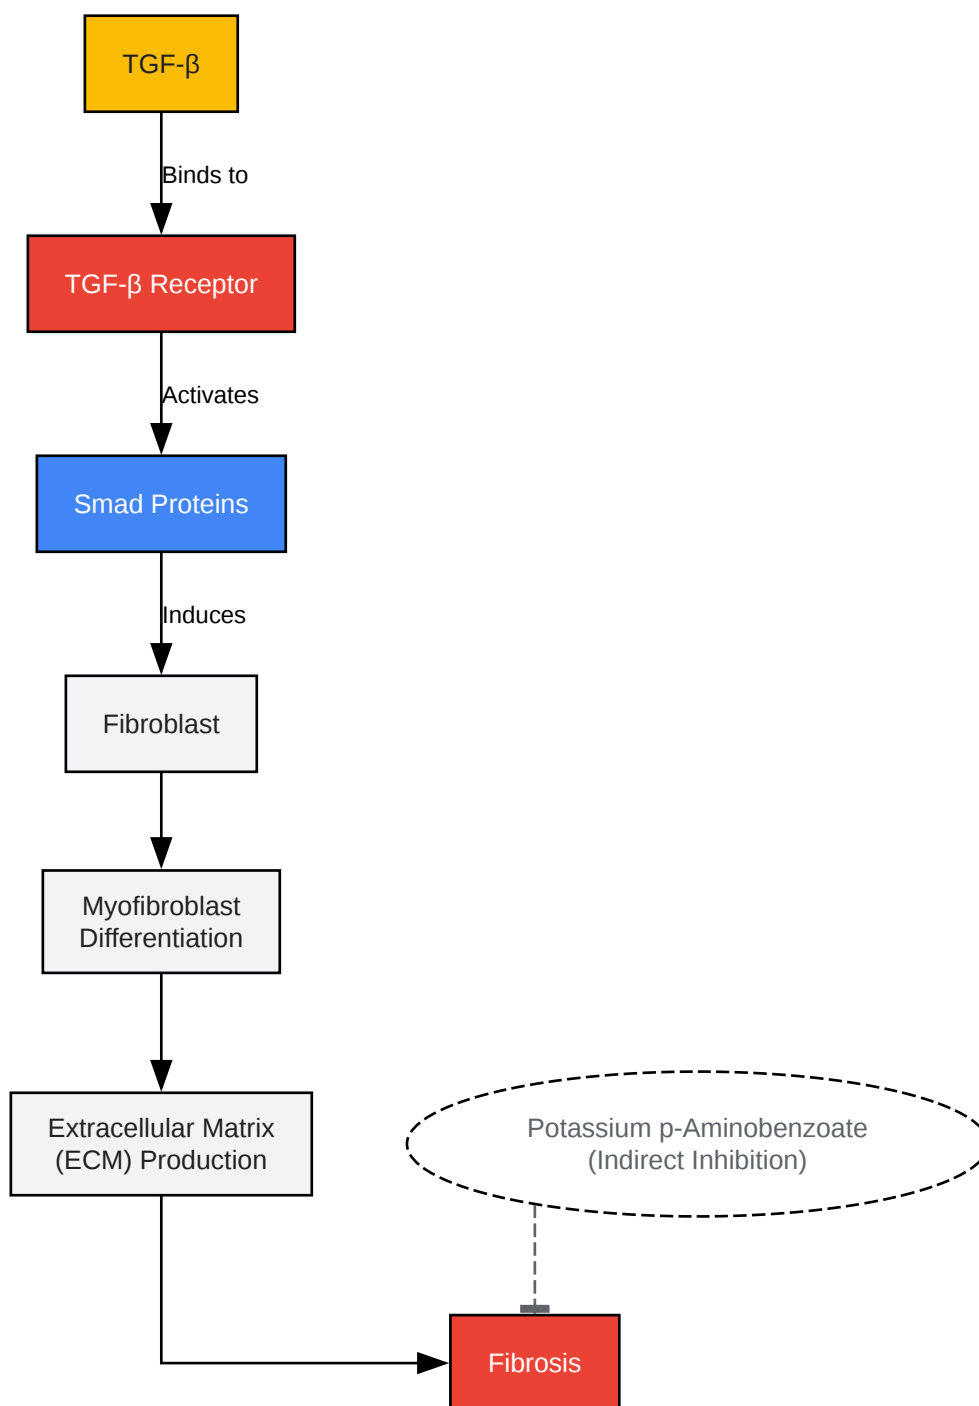 TGF-β
Binds to
TGF-β Receptor
Activates
Smad Proteins
Induces
Fibroblast
Myofibroblast
Differentiation
Extracellular Matrix
(ECM) Production
Potassium p-Aminobenzoate
(Indirect Inhibition)
Fibrosis